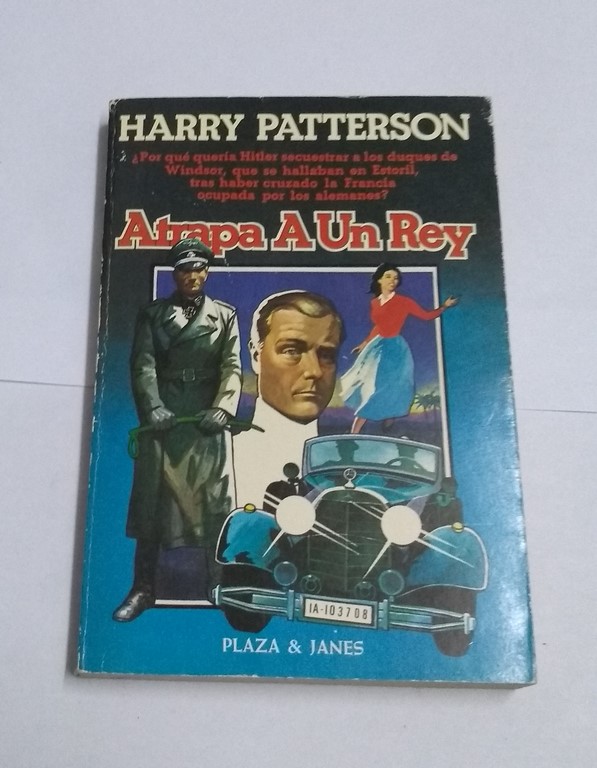 HARRY PATTERSON
¿Por qué quería Hitler secuestrar a los duques de
Windsor, que se hallaban en Estoril,
tras haber cruzado la Francia
ocupada por los alemanes?
Atrapa A Un Rey
IA-103708
PLAZA & JANES